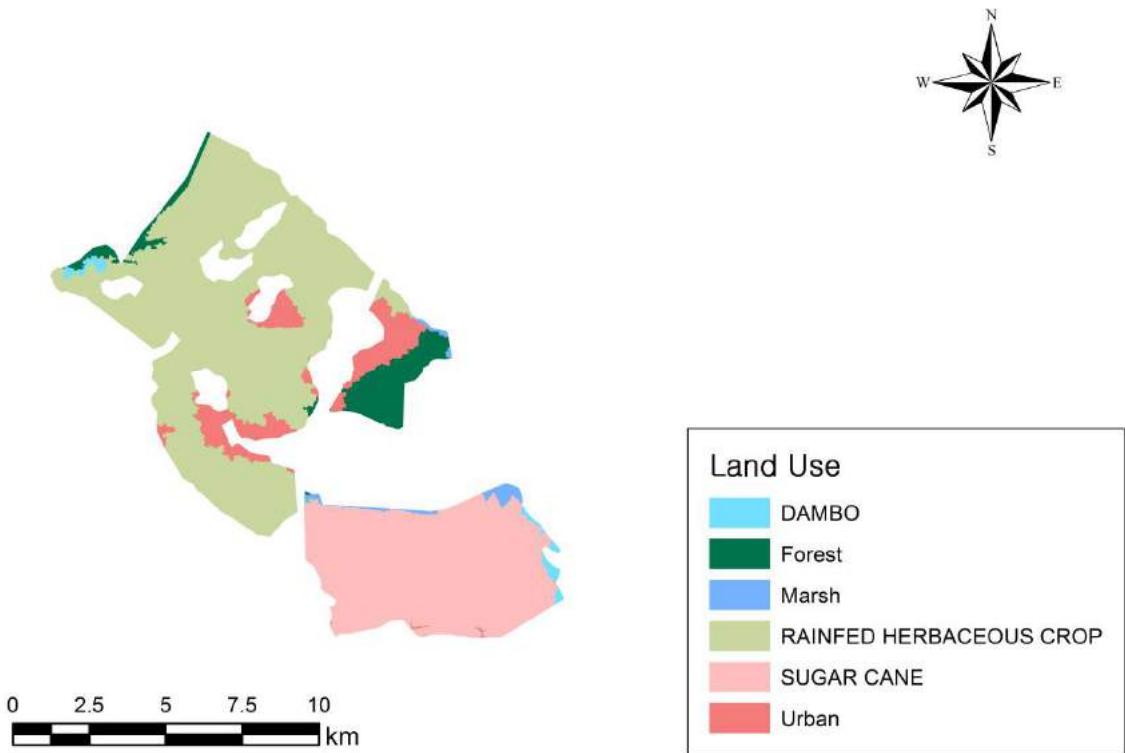 N
W E
S
Land Use
DAMBO
Forest
Marsh
RAINFED HERBACEOUS CROP
SUGAR CANE
Urban
0 2.5 5 7.5 10
km